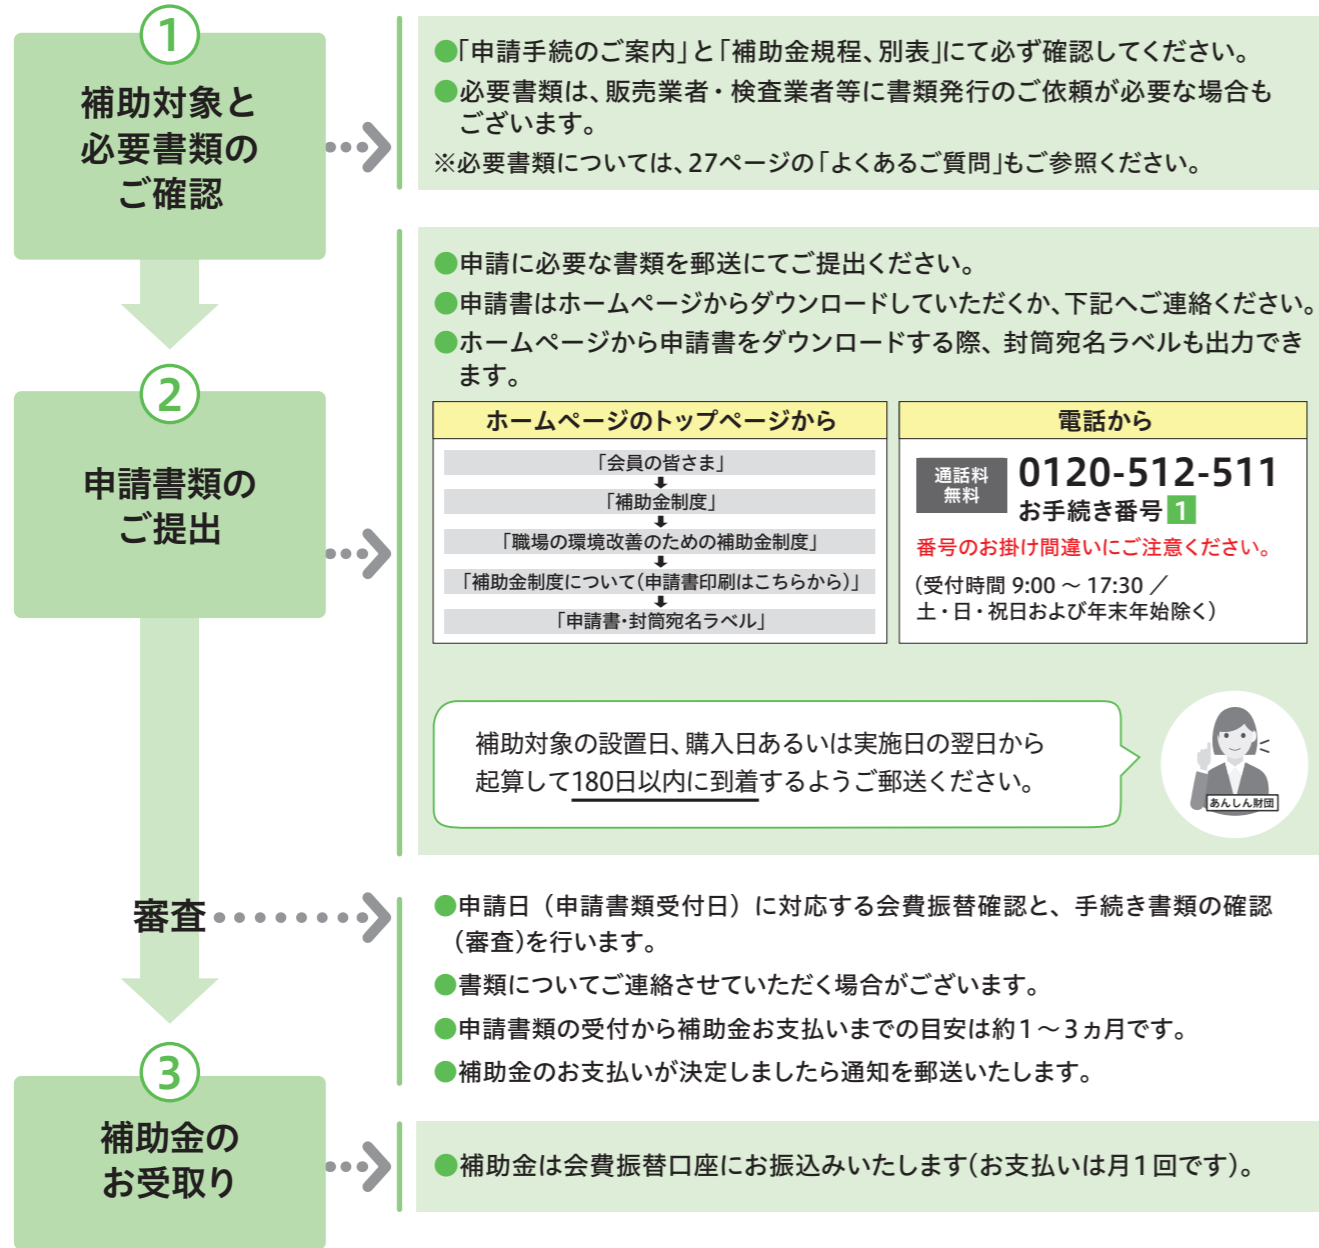 1
補助対象と
必要書類の
ご確認
●「申請手続のご案内」と「補助金規程、別表」にて必ず確認してください。
●必要書類は、販売業者・検査業者等に書類発行のご依頼が必要な場合も
ございます。
※必要書類については、27ページの「よくあるご質問」もご参照ください。
2
申請書類の
ご提出
●申請に必要な書類を郵送にてご提出ください。
●申請書はホームページからダウンロードしていただくか、下記へご連絡ください。
●ホームページから申請書をダウンロードする際、封筒宛名ラベルも出力でき
ます。
ホームページのトップページから
「会員の皆さま」
「補助金制度」
「職場の環境改善のための補助金制度」
「補助金制度について(申請書印刷はこちらから)」
「申請書・封筒宛名ラベル」
電話から
通話料
無料
0120-512-511
お手続き番号 1
番号のお掛け間違いにご注意ください。
(受付時間 9:00 ～ 17:30 ／
土・日・祝日および年末年始除く)
補助対象の設置日、購入日あるいは実施日の翌日から
起算して180日以内に到着するようご郵送ください。
あんしん財団
審査
●申請日（申請書類受付日）に対応する会費振替確認と、手続き書類の確認
(審査)を行います。
●書類についてご連絡させていただく場合がございます。
●申請書類の受付から補助金お支払いまでの目安は約1～3ヵ月です。
●補助金のお支払いが決定しましたら通知を郵送いたします。
3
補助金の
お受取り
●補助金は会費振替口座にお振込みいたします(お支払いは月1回です)。